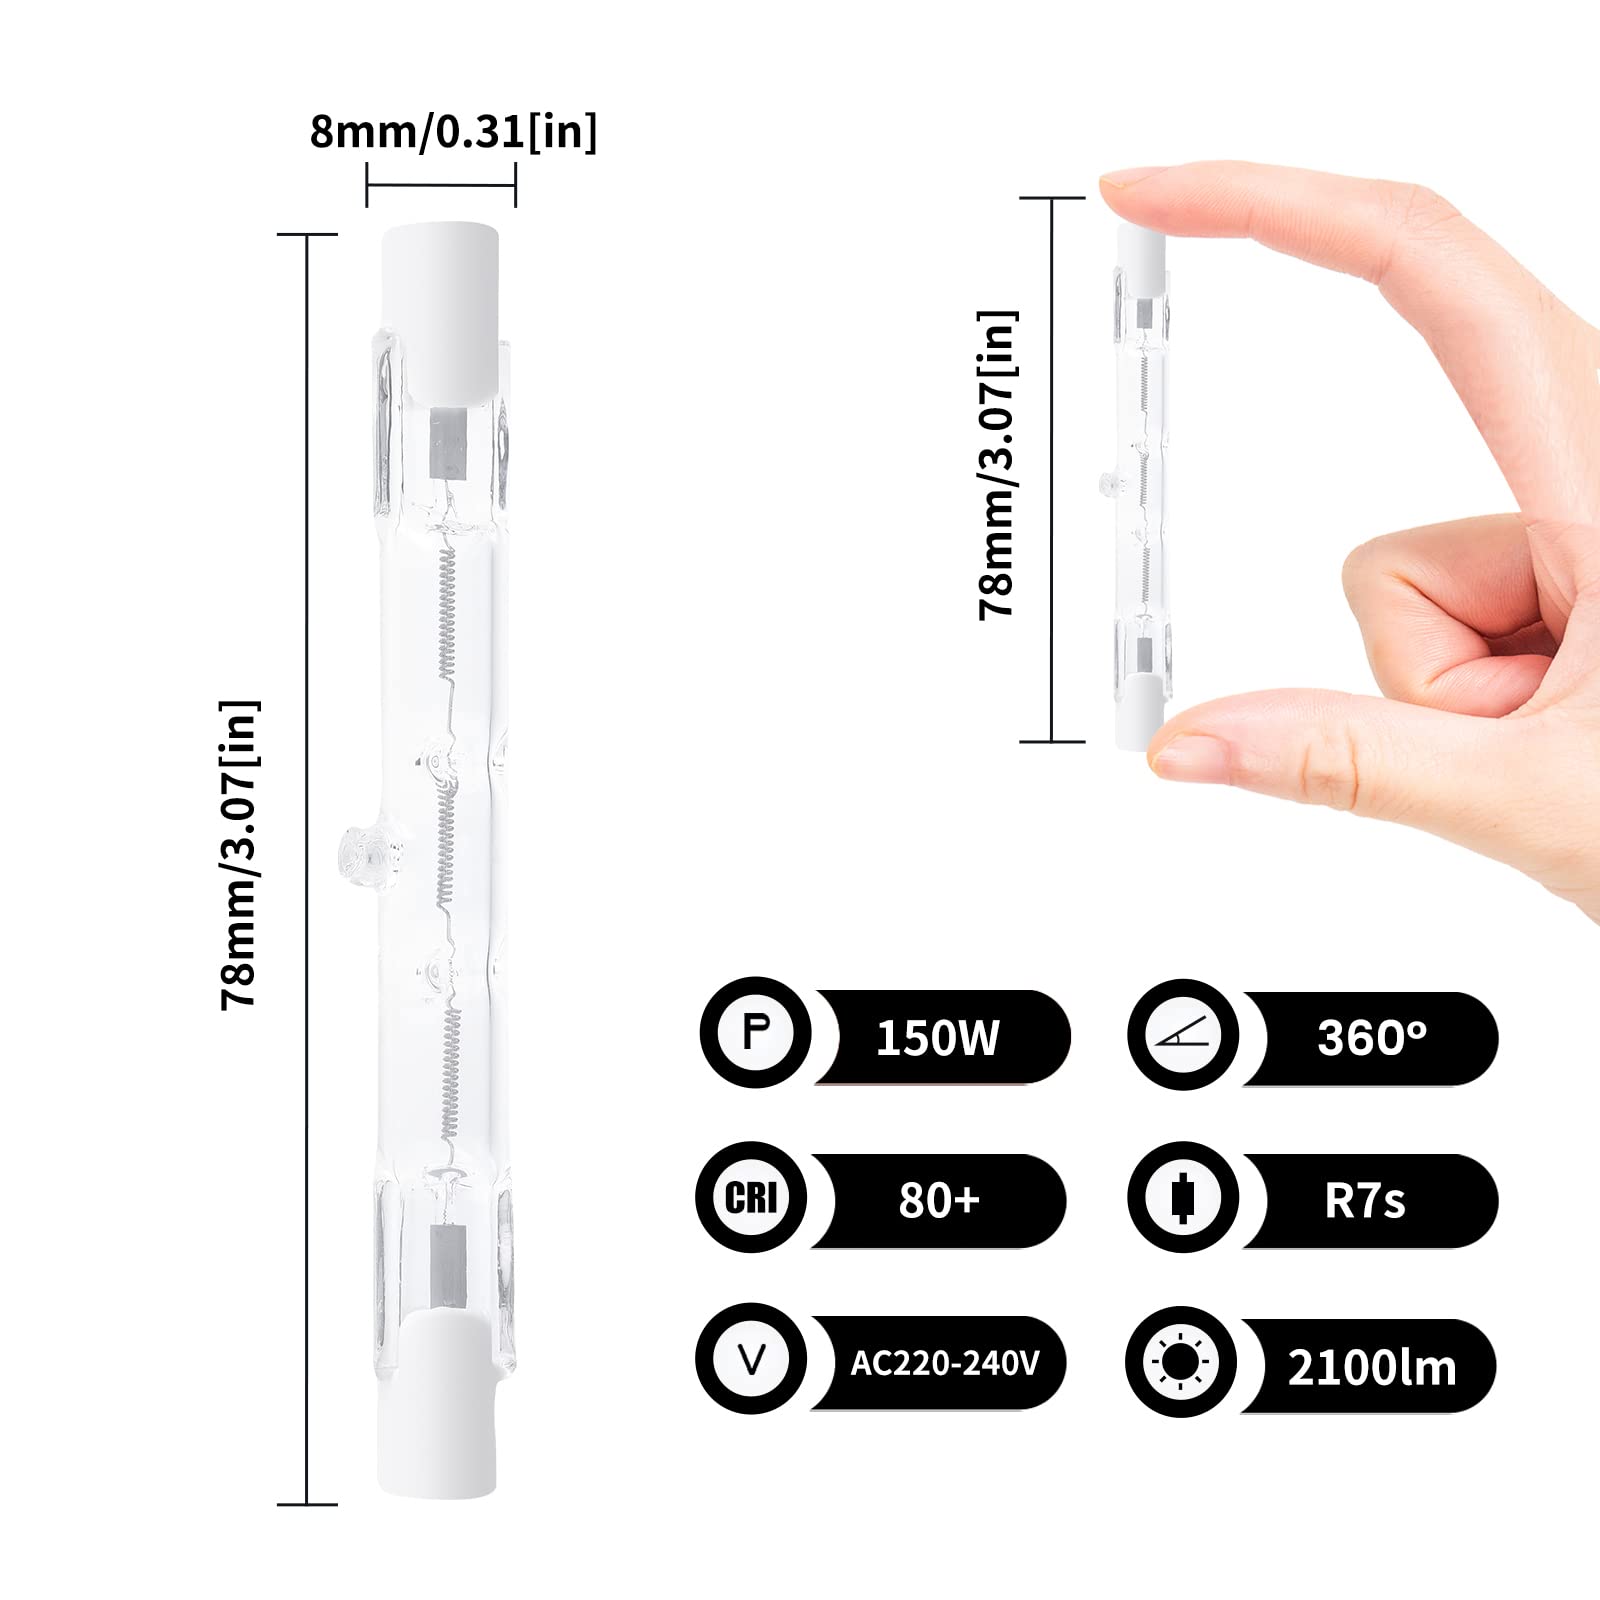 8mm/0.31[in]
78mm/3.07[in]
78mm/3.07[in]
P 150W
360°
CRI 80+
R7s
V AC220-240V
2100lm